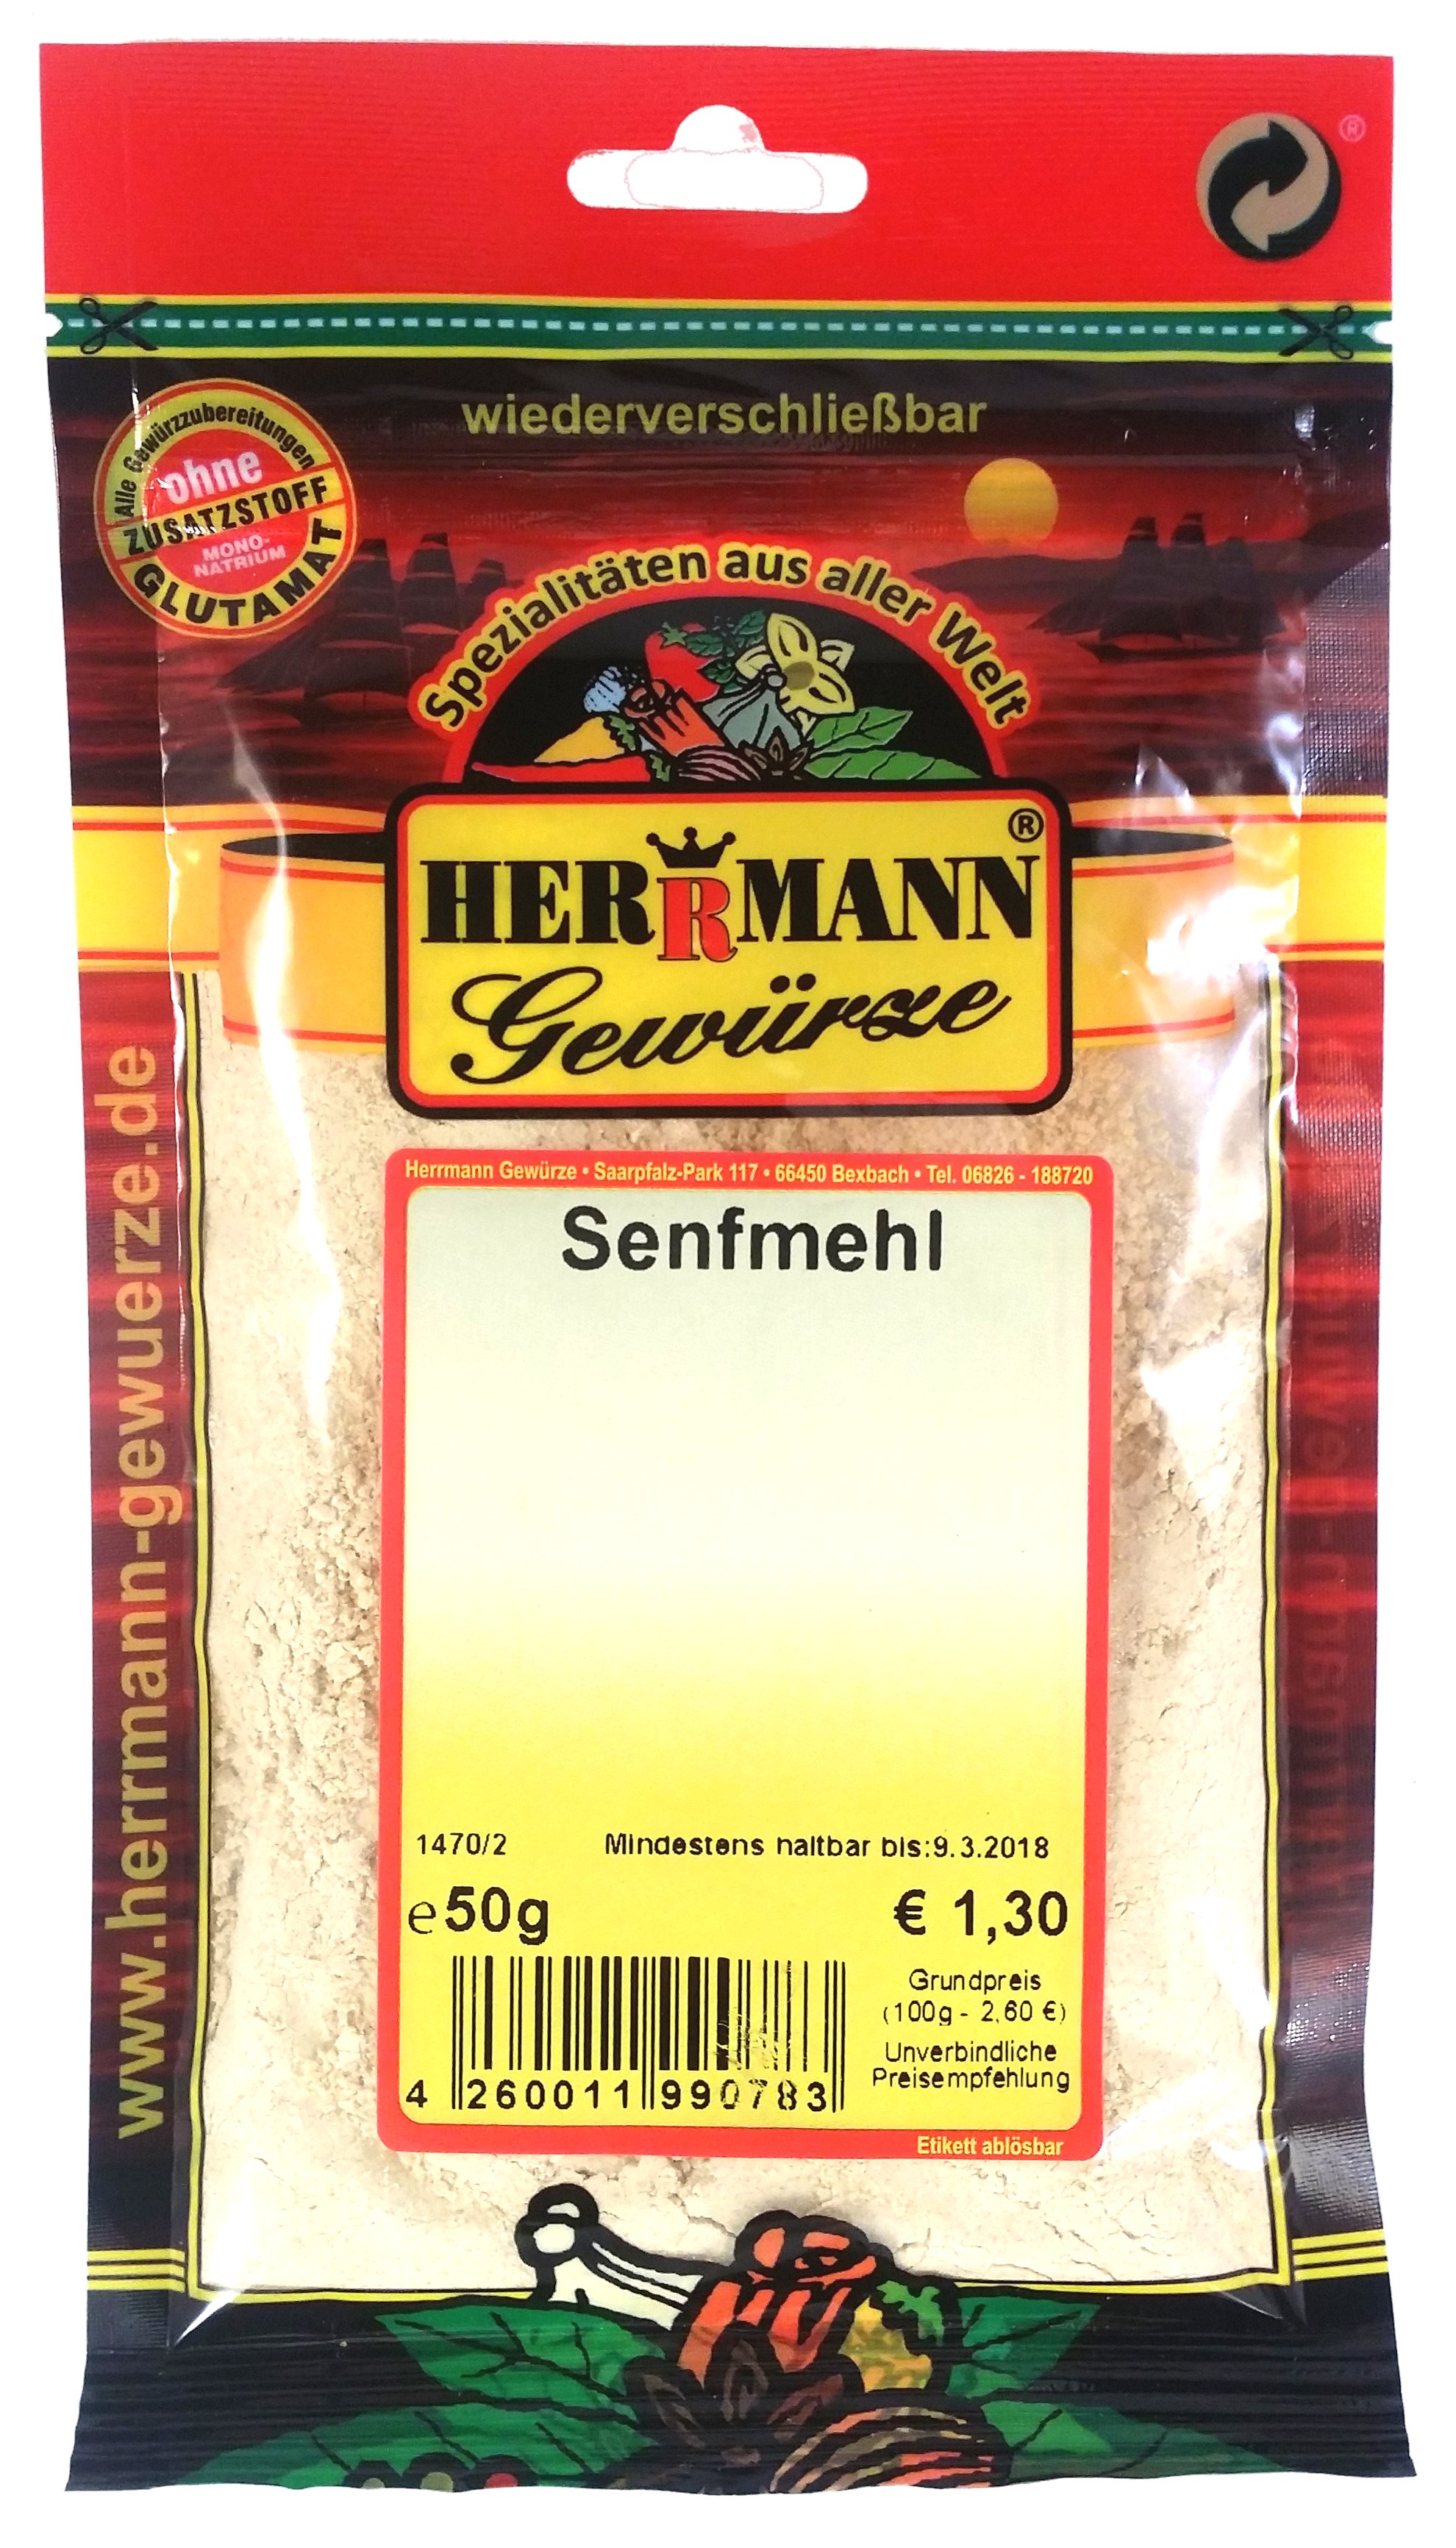 ®
wiederverschließbar
Alle Gewürzzubereitungen
ohne
ZUSATZSTOFF
MONO-
NATRIUM
GLUTAMAT
Spezialitäten aus aller Welt
HERRMANN®
Gewürze
www.herrmann-gewuerze.de
Herrmann Gewürze • Saarpfalz-Park 117 • 66450 Bexbach • Tel. 06826 - 188720
Senfmehl
1470/2 Mindestens haltbar bis:9.3.2018
℮50g € 1,30
Grundpreis
(100g - 2,60 €)
Unverbindliche
Preisempfehlung
4 260011 990783
Etikett ablösbar